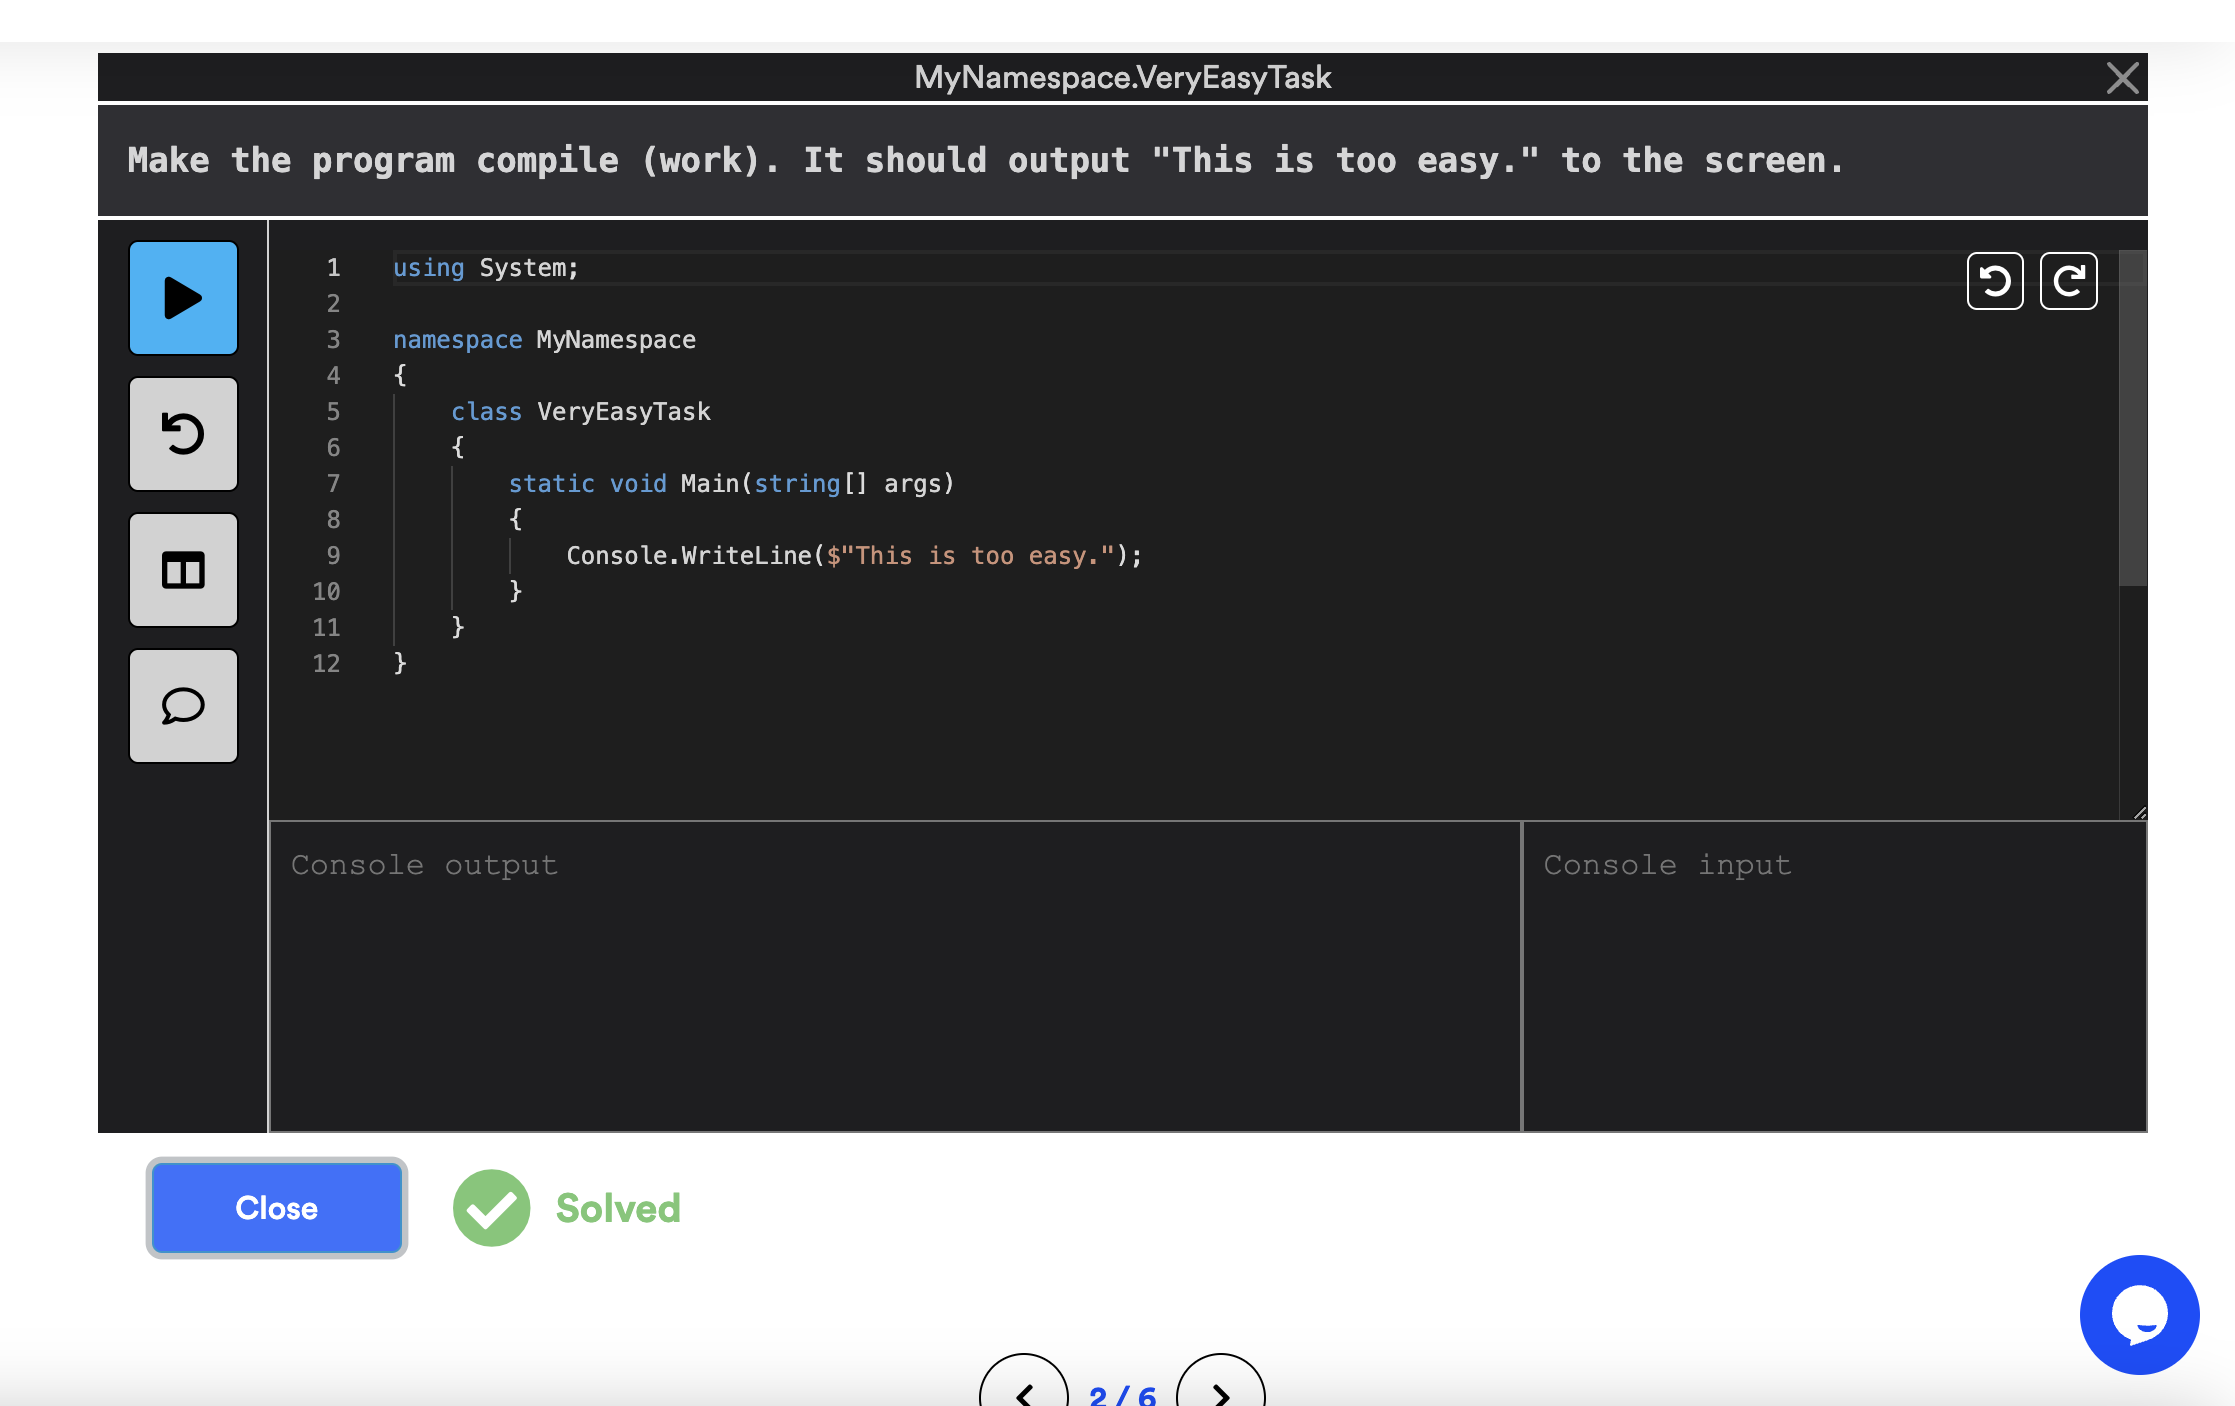 MyNamespace.VeryEasyTask
Make the program compile (work). It should output "This is too easy." to the screen.
1 using System;
2
3 namespace MyNamespace
4 {
5     class VeryEasyTask
6     {
7         static void Main(string[] args)
8         {
9             Console.WriteLine($"This is too easy.");
10         }
11     }
12 }
Console output
Console input
Close
Solved
2 / 6